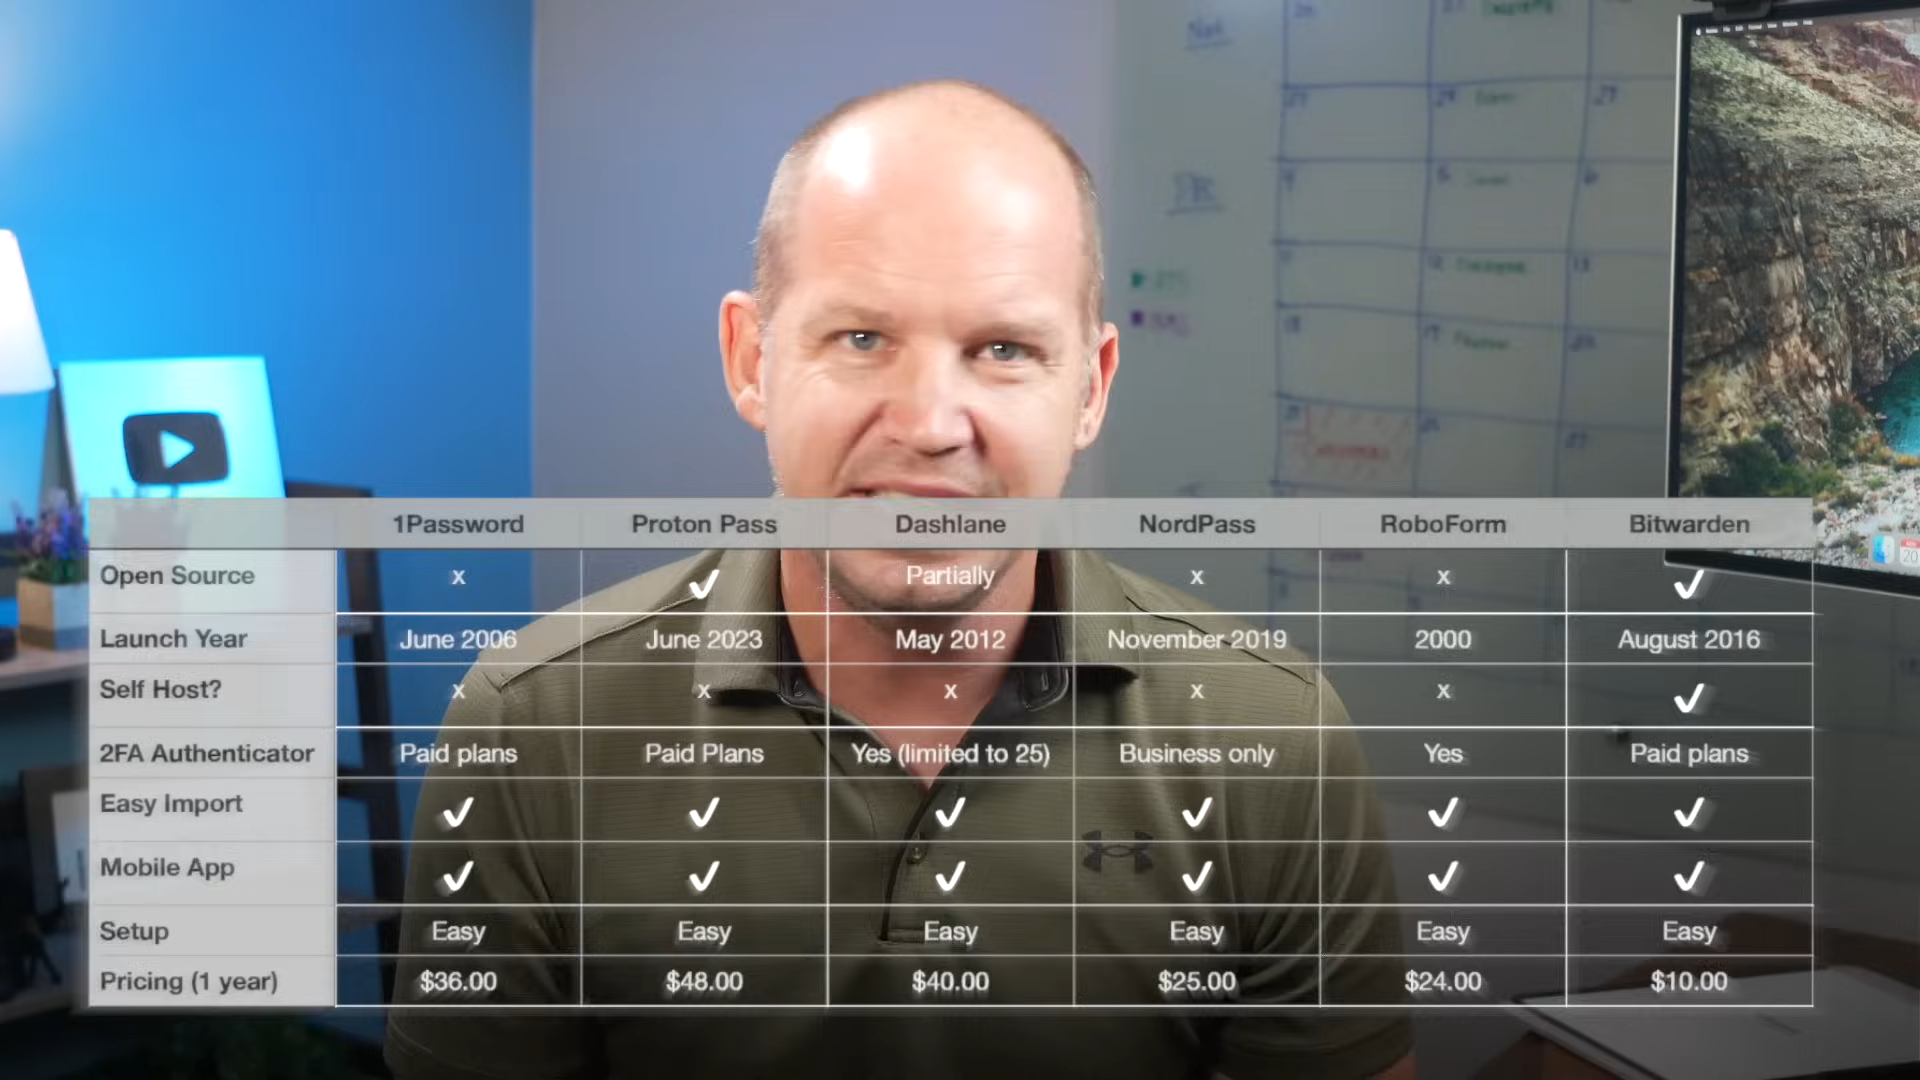 1Password Proton Pass Dashlane NordPass RoboForm Bitwarden
Open Source x ✓ Partially x x ✓
Launch Year June 2006 June 2023 May 2012 November 2019 2000 August 2016
Self Host? x x x x x ✓
2FA Authenticator Paid plans Paid Plans Yes (limited to 25) Business only Yes Paid plans
Easy Import ✓ ✓ ✓ ✓ ✓ ✓
Mobile App ✓ ✓ ✓ ✓ ✓ ✓
Setup Easy Easy Easy Easy Easy Easy
Pricing (1 year) $36.00 $48.00 $40.00 $25.00 $24.00 $10.00